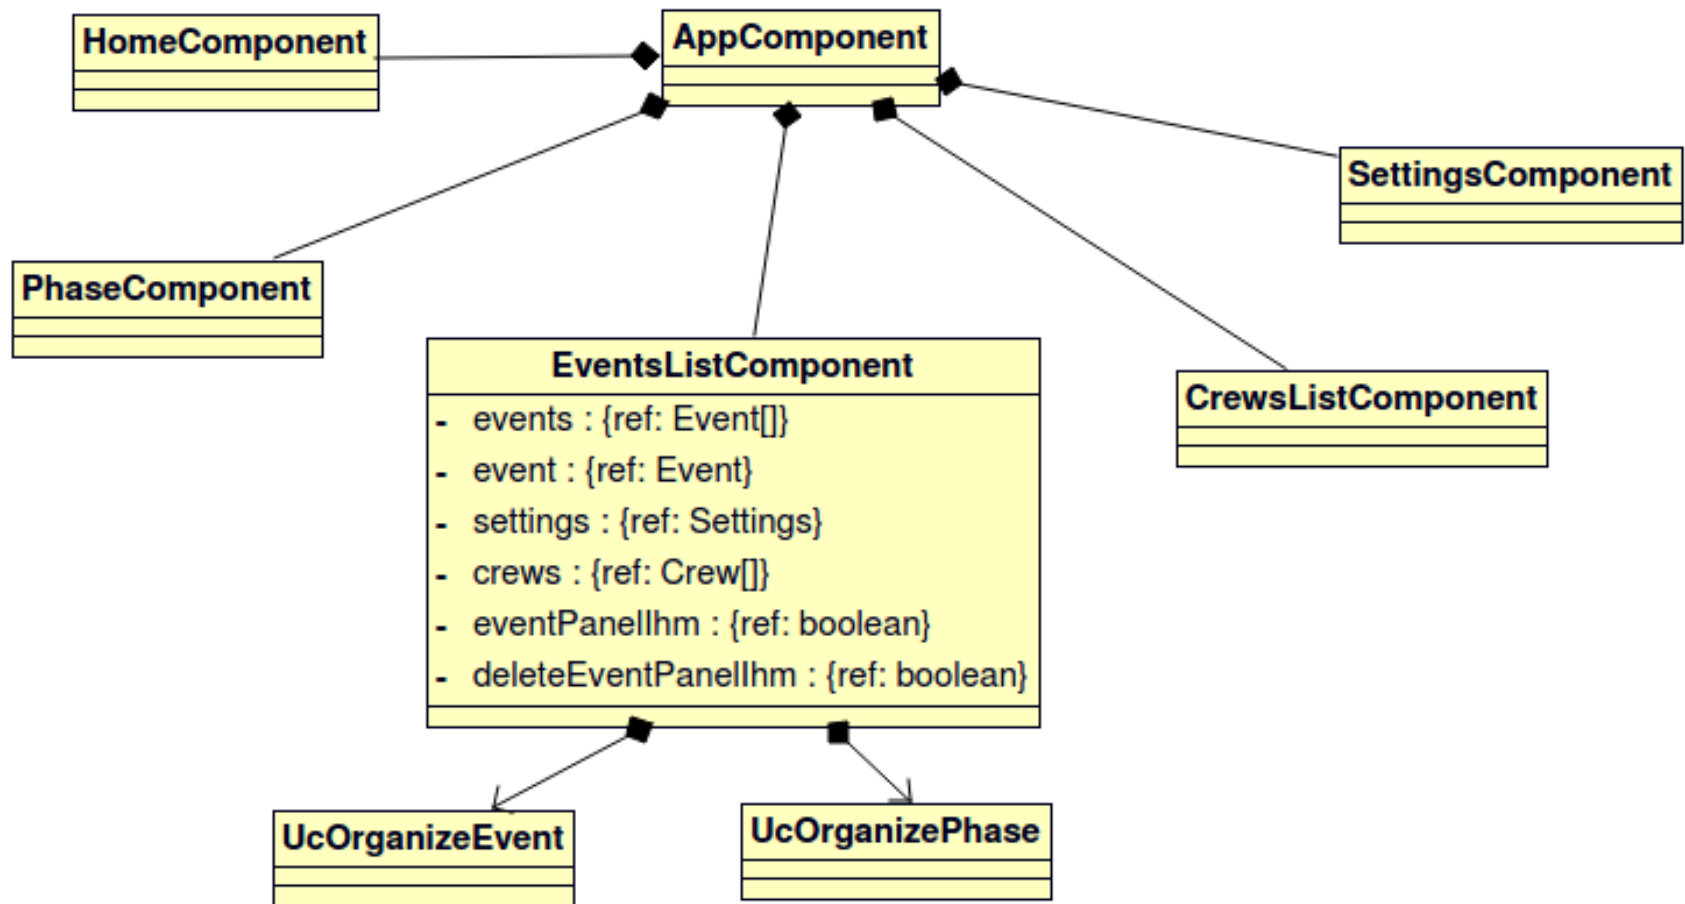 HomeComponent
AppComponent
SettingsComponent
PhaseComponent
EventsListComponent
- events : {ref: Event[]}
- event : {ref: Event}
- settings : {ref: Settings}
- crews : {ref: Crew[]}
- eventPanelIhm : {ref: boolean}
- deleteEventPanelIhm : {ref: boolean}
CrewsListComponent
UcOrganizeEvent
UcOrganizePhase